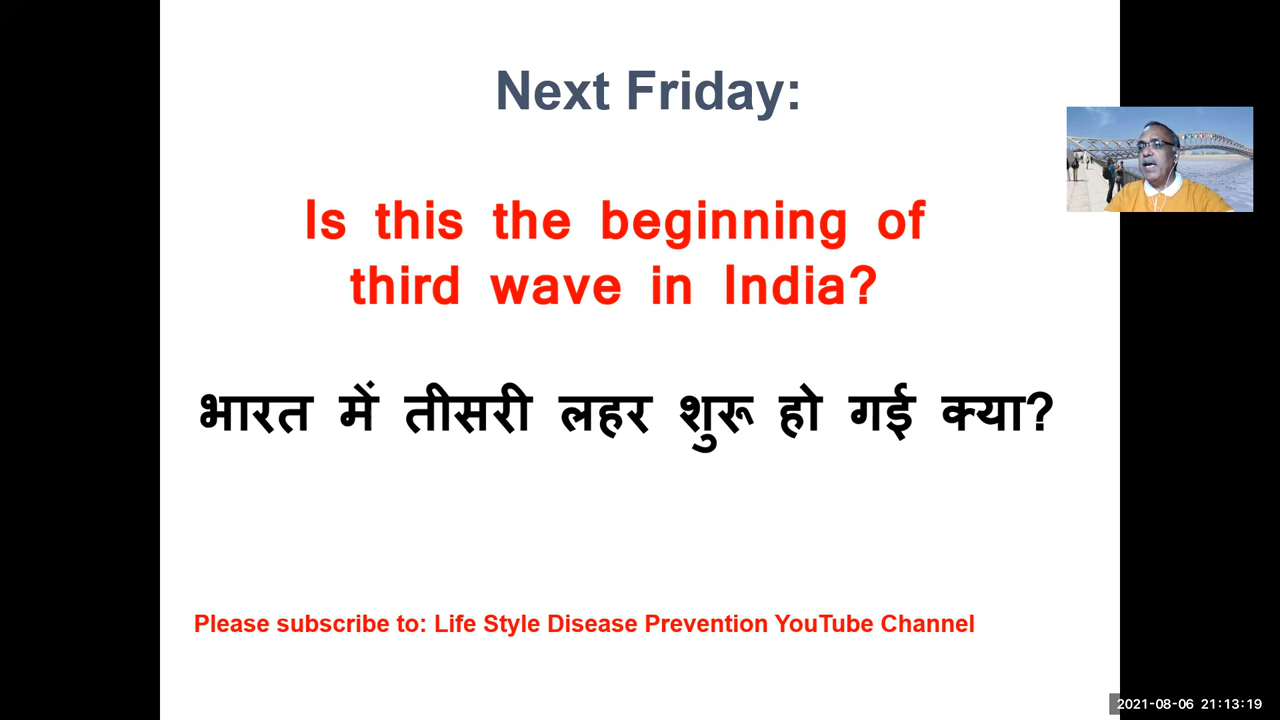 Next Friday:
Is this the beginning of
third wave in India?
भारत में तीसरी लहर शुरू हो गई क्या?
Please subscribe to: Life Style Disease Prevention YouTube Channel
2021-08-06 21:13:19